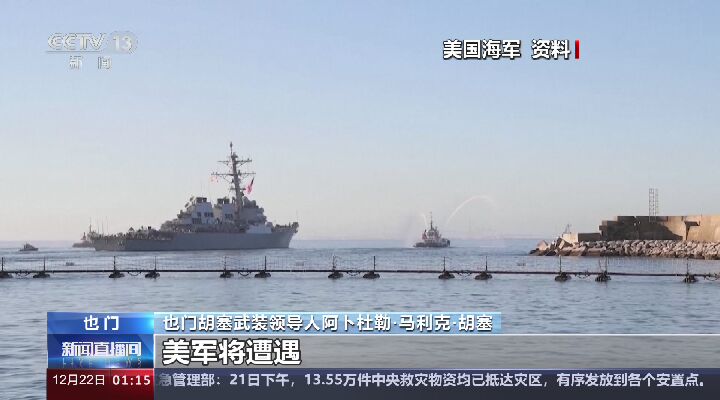 CCTV 13
新闻
美国海军 资料
也门
也门胡塞武装领导人阿卜杜勒·马利克·胡塞
新闻直播间
美军将遭遇
12月22日 01:15
急管理部：21日下午，13.55万件中央救灾物资均已抵达灾区，有序发放到各个安置点。